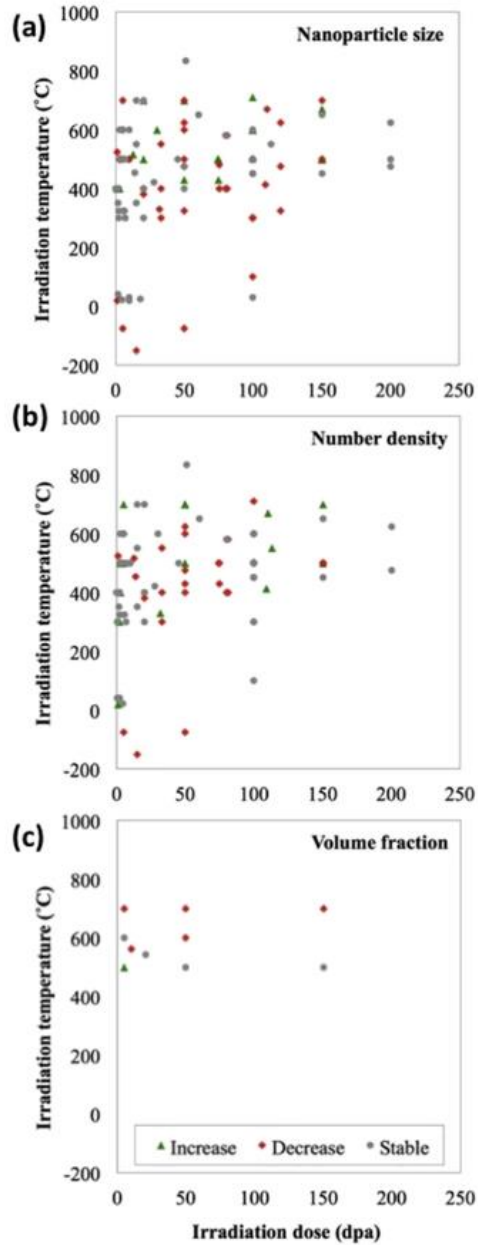 (a)
Nanoparticle size
Irradiation temperature (˚C)
1000
800
600
400
200
0
-200
0 50 100 150 200 250
(b)
Number density
Irradiation temperature (˚C)
1000
800
600
400
200
0
-200
0 50 100 150 200 250
(c)
Volume fraction
Irradiation temperature (˚C)
1000
800
600
400
200
0
-200
Increase Decrease Stable
0 50 100 150 200 250
Irradiation dose (dpa)